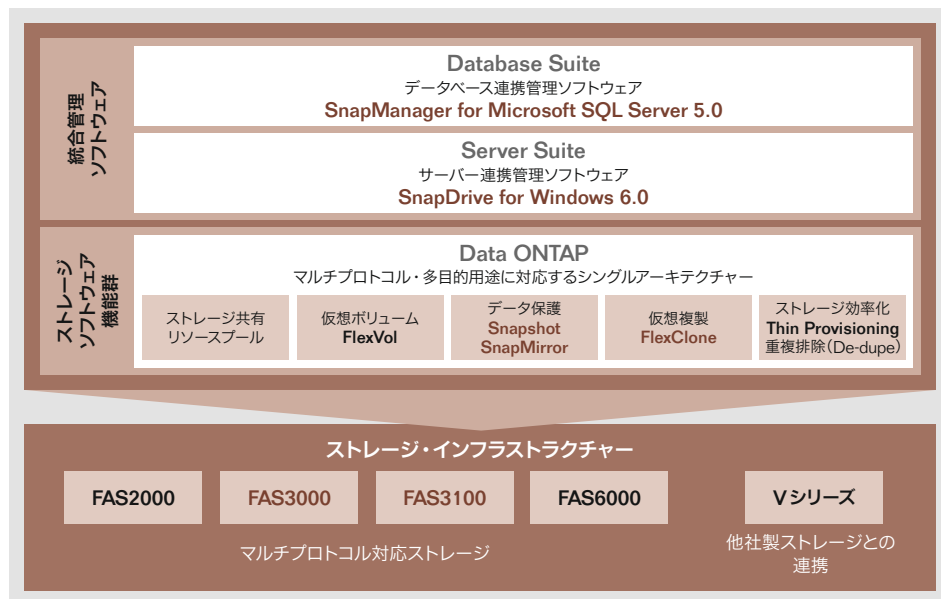 統合管理
ソフトウェア
Database Suite
データベース連携管理ソフトウェア
SnapManager for Microsoft SQL Server 5.0
Server Suite
サーバー連携管理ソフトウェア
SnapDrive for Windows 6.0
ストレージ
ソフトウェア
機能群
Data ONTAP
マルチプロトコル・多目的用途に対応するシングルアーキテクチャー
ストレージ共有
リソースプール
仮想ボリューム
FlexVol
データ保護
Snapshot
SnapMirror
仮想複製
FlexClone
ストレージ効率化
Thin Provisioning
重複排除(De-dupe)
ストレージ・インフラストラクチャー
FAS2000
FAS3000
FAS3100
FAS6000
Vシリーズ
マルチプロトコル対応ストレージ
他社製ストレージとの
連携